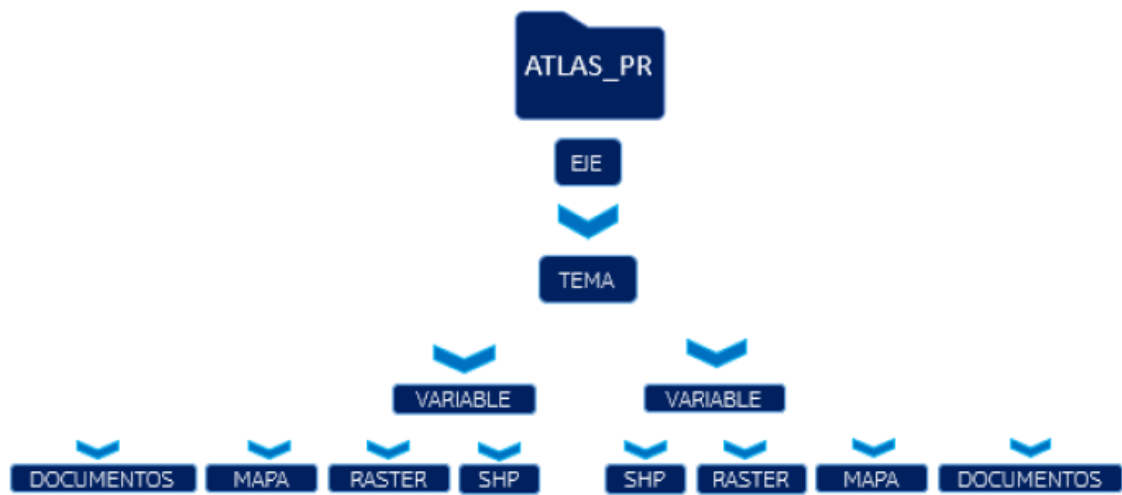 ATLAS_PR
EJE
TEMA
VARIABLE VARIABLE
DOCUMENTOS MAPA RASTER SHP SHP RASTER MAPA DOCUMENTOS